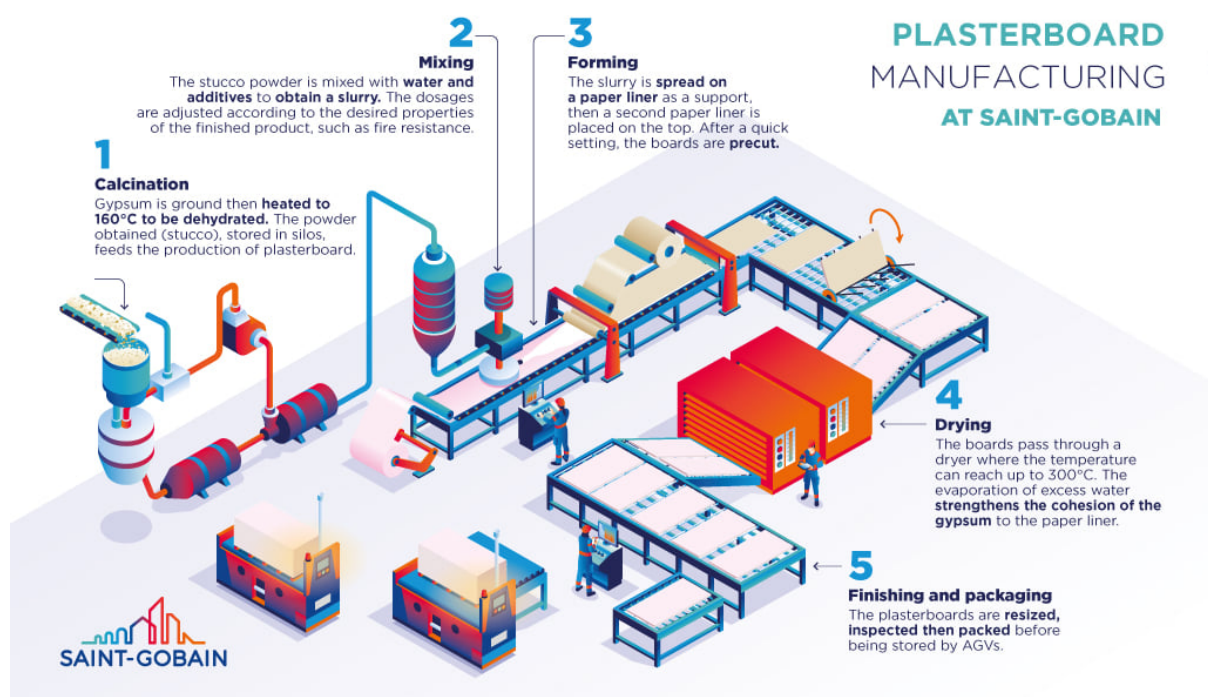 PLASTERBOARD
MANUFACTURING
AT SAINT-GOBAIN
1
Calcination
Gypsum is ground then heated to
160°C to be dehydrated. The powder
obtained (stucco), stored in silos,
feeds the production of plasterboard.
2
Mixing
The stucco powder is mixed with water and
additives to obtain a slurry. The dosages
are adjusted according to the desired properties
of the finished product, such as fire resistance.
3
Forming
The slurry is spread on
a paper liner as a support,
then a second paper liner is
placed on the top. After a quick
setting, the boards are precut.
4
Drying
The boards pass through a
dryer where the temperature
can reach up to 300°C. The
evaporation of excess water
strengthens the cohesion of the
gypsum to the paper liner.
5
Finishing and packaging
The plasterboards are resized,
inspected then packed before
being stored by AGVs.
SAINT-GOBAIN